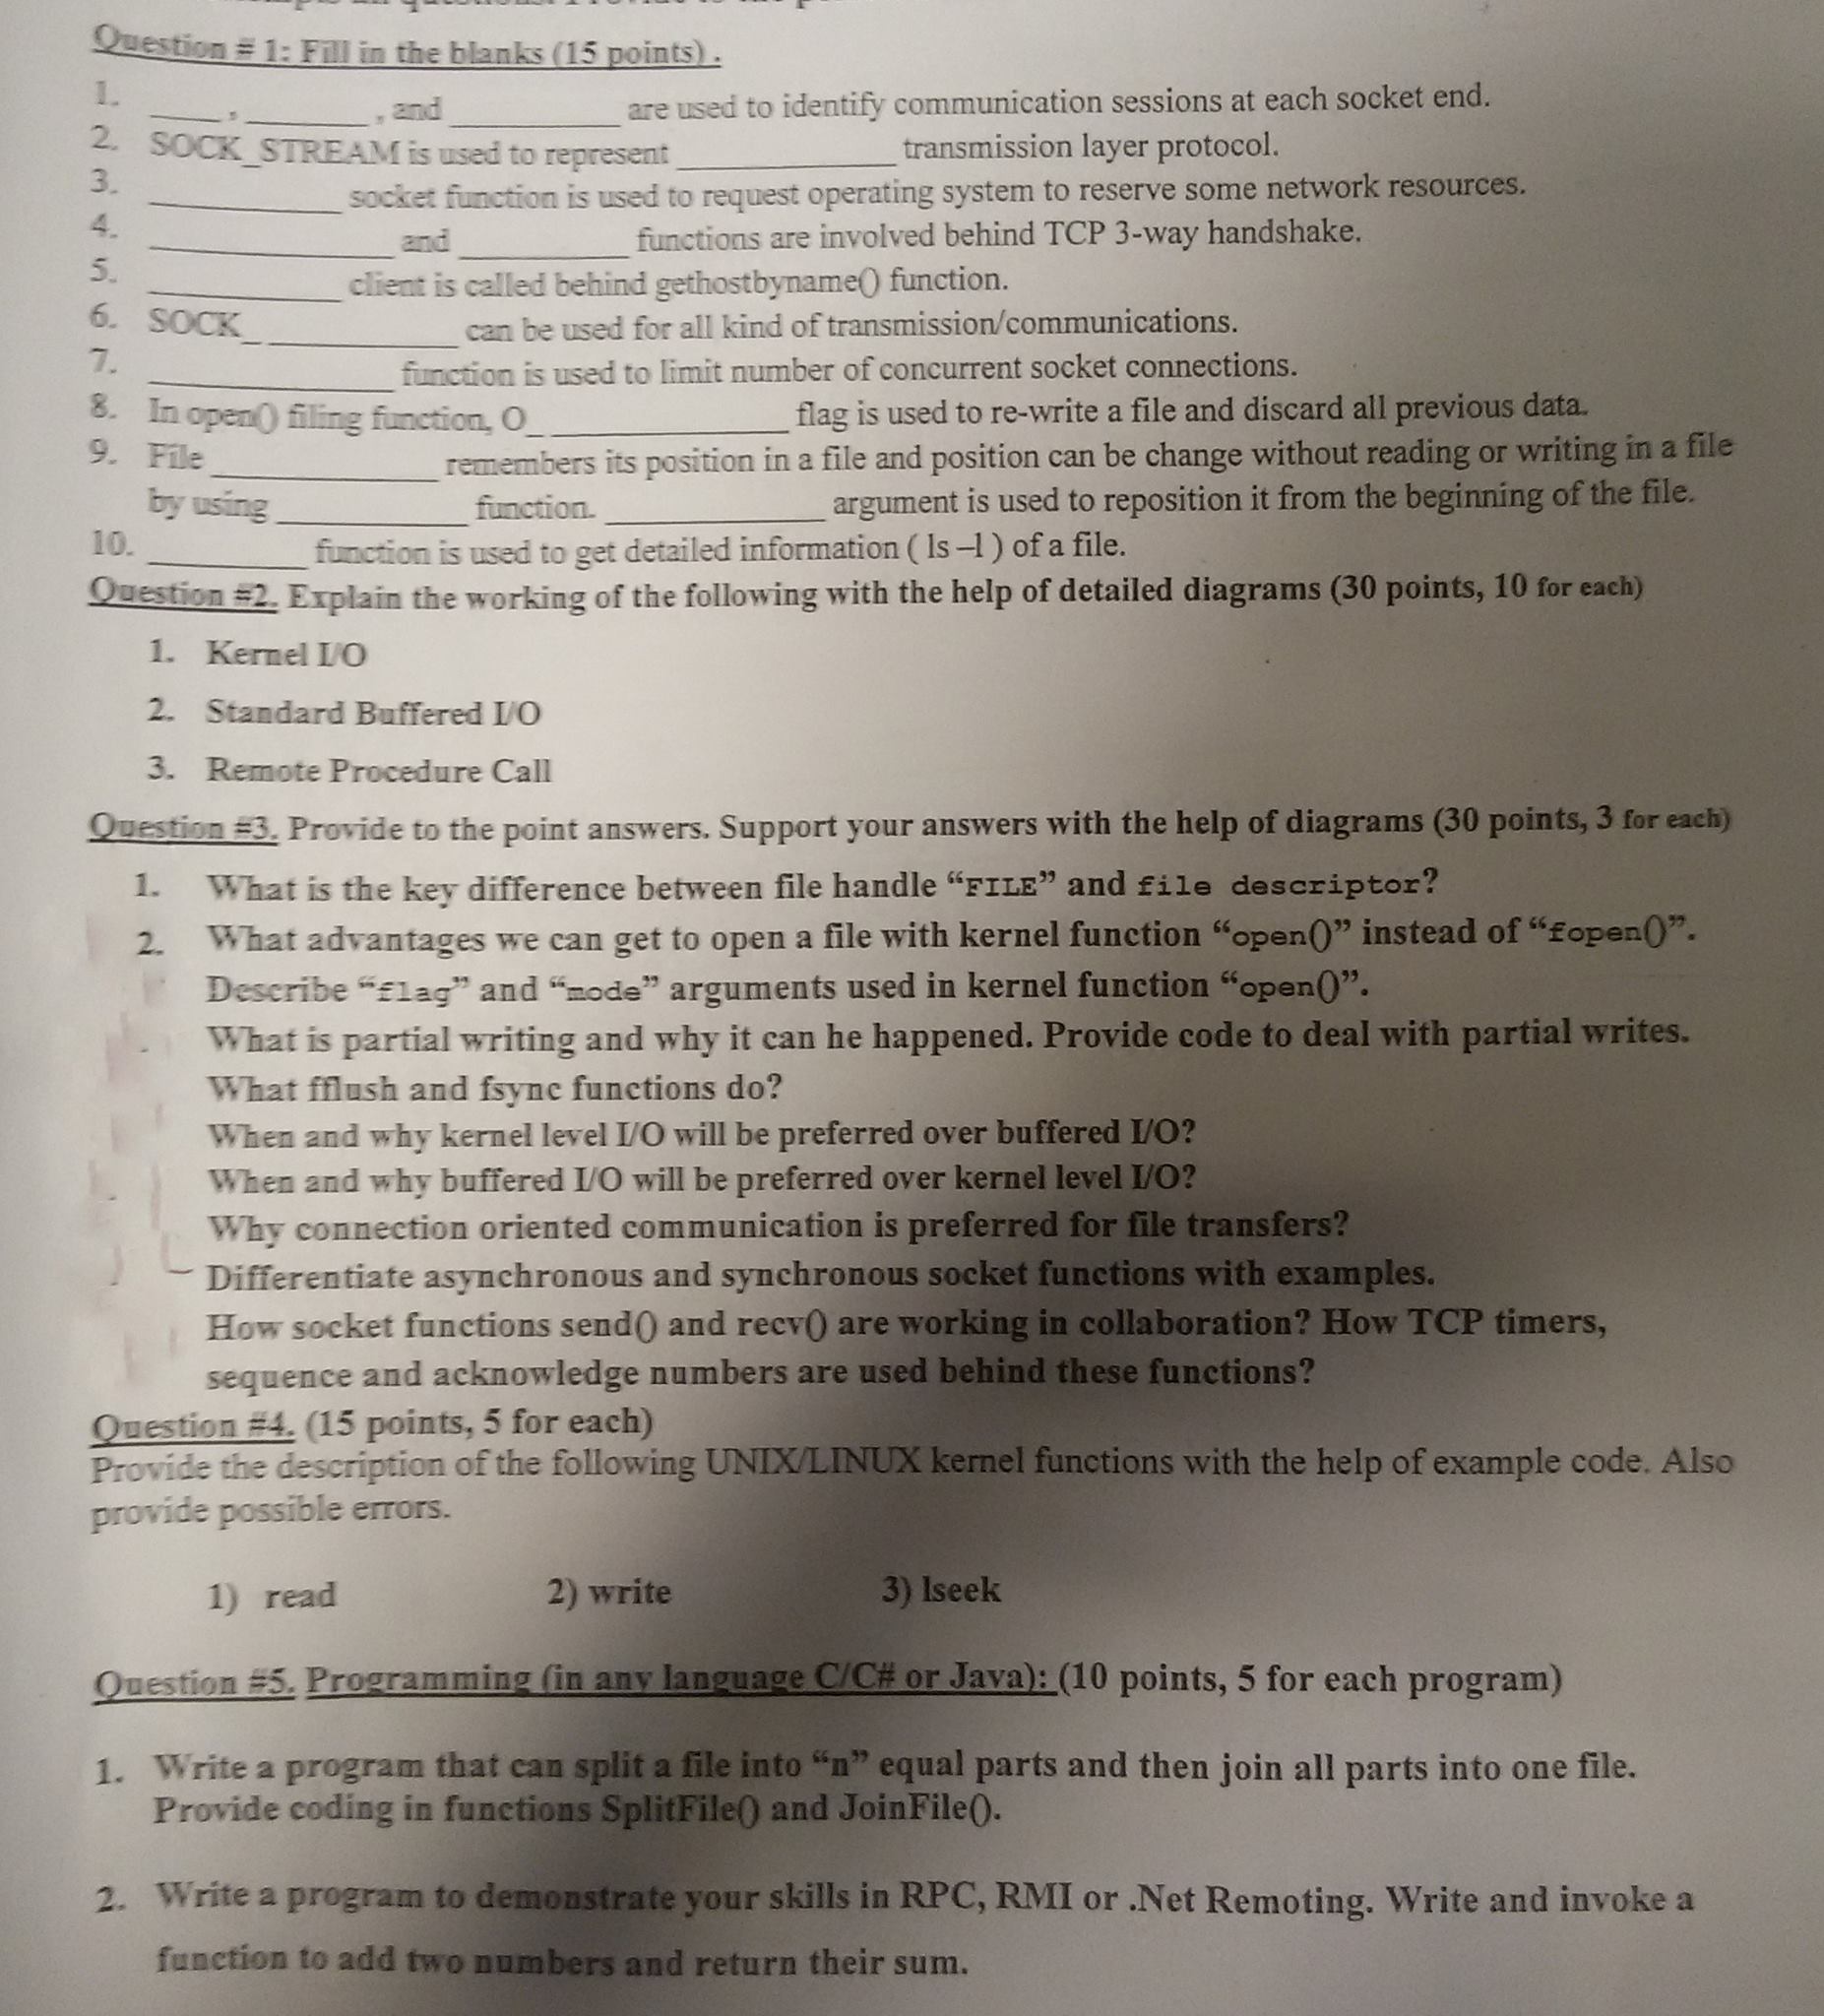 Question # 1: Fill in the blanks (15 points) .
1. ____, ________, and __________ are used to identify communication sessions at each socket end.
2. SOCK_STREAM is used to represent ____________ transmission layer protocol.
3. ___________ socket function is used to request operating system to reserve some network resources.
4. ______________ and __________ functions are involved behind TCP 3-way handshake.
5. ___________ client is called behind gethostbyname() function.
6. SOCK_ ___________ can be used for all kind of transmission/communications.
7. ______________ function is used to limit number of concurrent socket connections.
8. In open() filing function, O_ _____________ flag is used to re-write a file and discard all previous data.
9. File _____________ remembers its position in a file and position can be change without reading or writing in a file
by using ___________ function. ____________ argument is used to reposition it from the beginning of the file.
10. _________ function is used to get detailed information ( ls –l ) of a file.
Question #2. Explain the working of the following with the help of detailed diagrams (30 points, 10 for each)
1. Kernel I/O
2. Standard Buffered I/O
3. Remote Procedure Call
Question #3. Provide to the point answers. Support your answers with the help of diagrams (30 points, 3 for each)
1. What is the key difference between file handle “FILE” and file descriptor?
2. What advantages we can get to open a file with kernel function “open()” instead of “fopen()”.
Describe “flag” and “mode” arguments used in kernel function “open()”.
What is partial writing and why it can he happened. Provide code to deal with partial writes.
What fflush and fsync functions do?
When and why kernel level I/O will be preferred over buffered I/O?
When and why buffered I/O will be preferred over kernel level I/O?
Why connection oriented communication is preferred for file transfers?
Differentiate asynchronous and synchronous socket functions with examples.
How socket functions send() and recv() are working in collaboration? How TCP timers,
sequence and acknowledge numbers are used behind these functions?
Question #4. (15 points, 5 for each)
Provide the description of the following UNIX/LINUX kernel functions with the help of example code. Also
provide possible errors.
1) read 2) write 3) lseek
Question #5. Programming (in any language C/C# or Java): (10 points, 5 for each program)
1. Write a program that can split a file into “n” equal parts and then join all parts into one file.
Provide coding in functions SplitFile() and JoinFile().
2. Write a program to demonstrate your skills in RPC, RMI or .Net Remoting. Write and invoke a
function to add two numbers and return their sum.